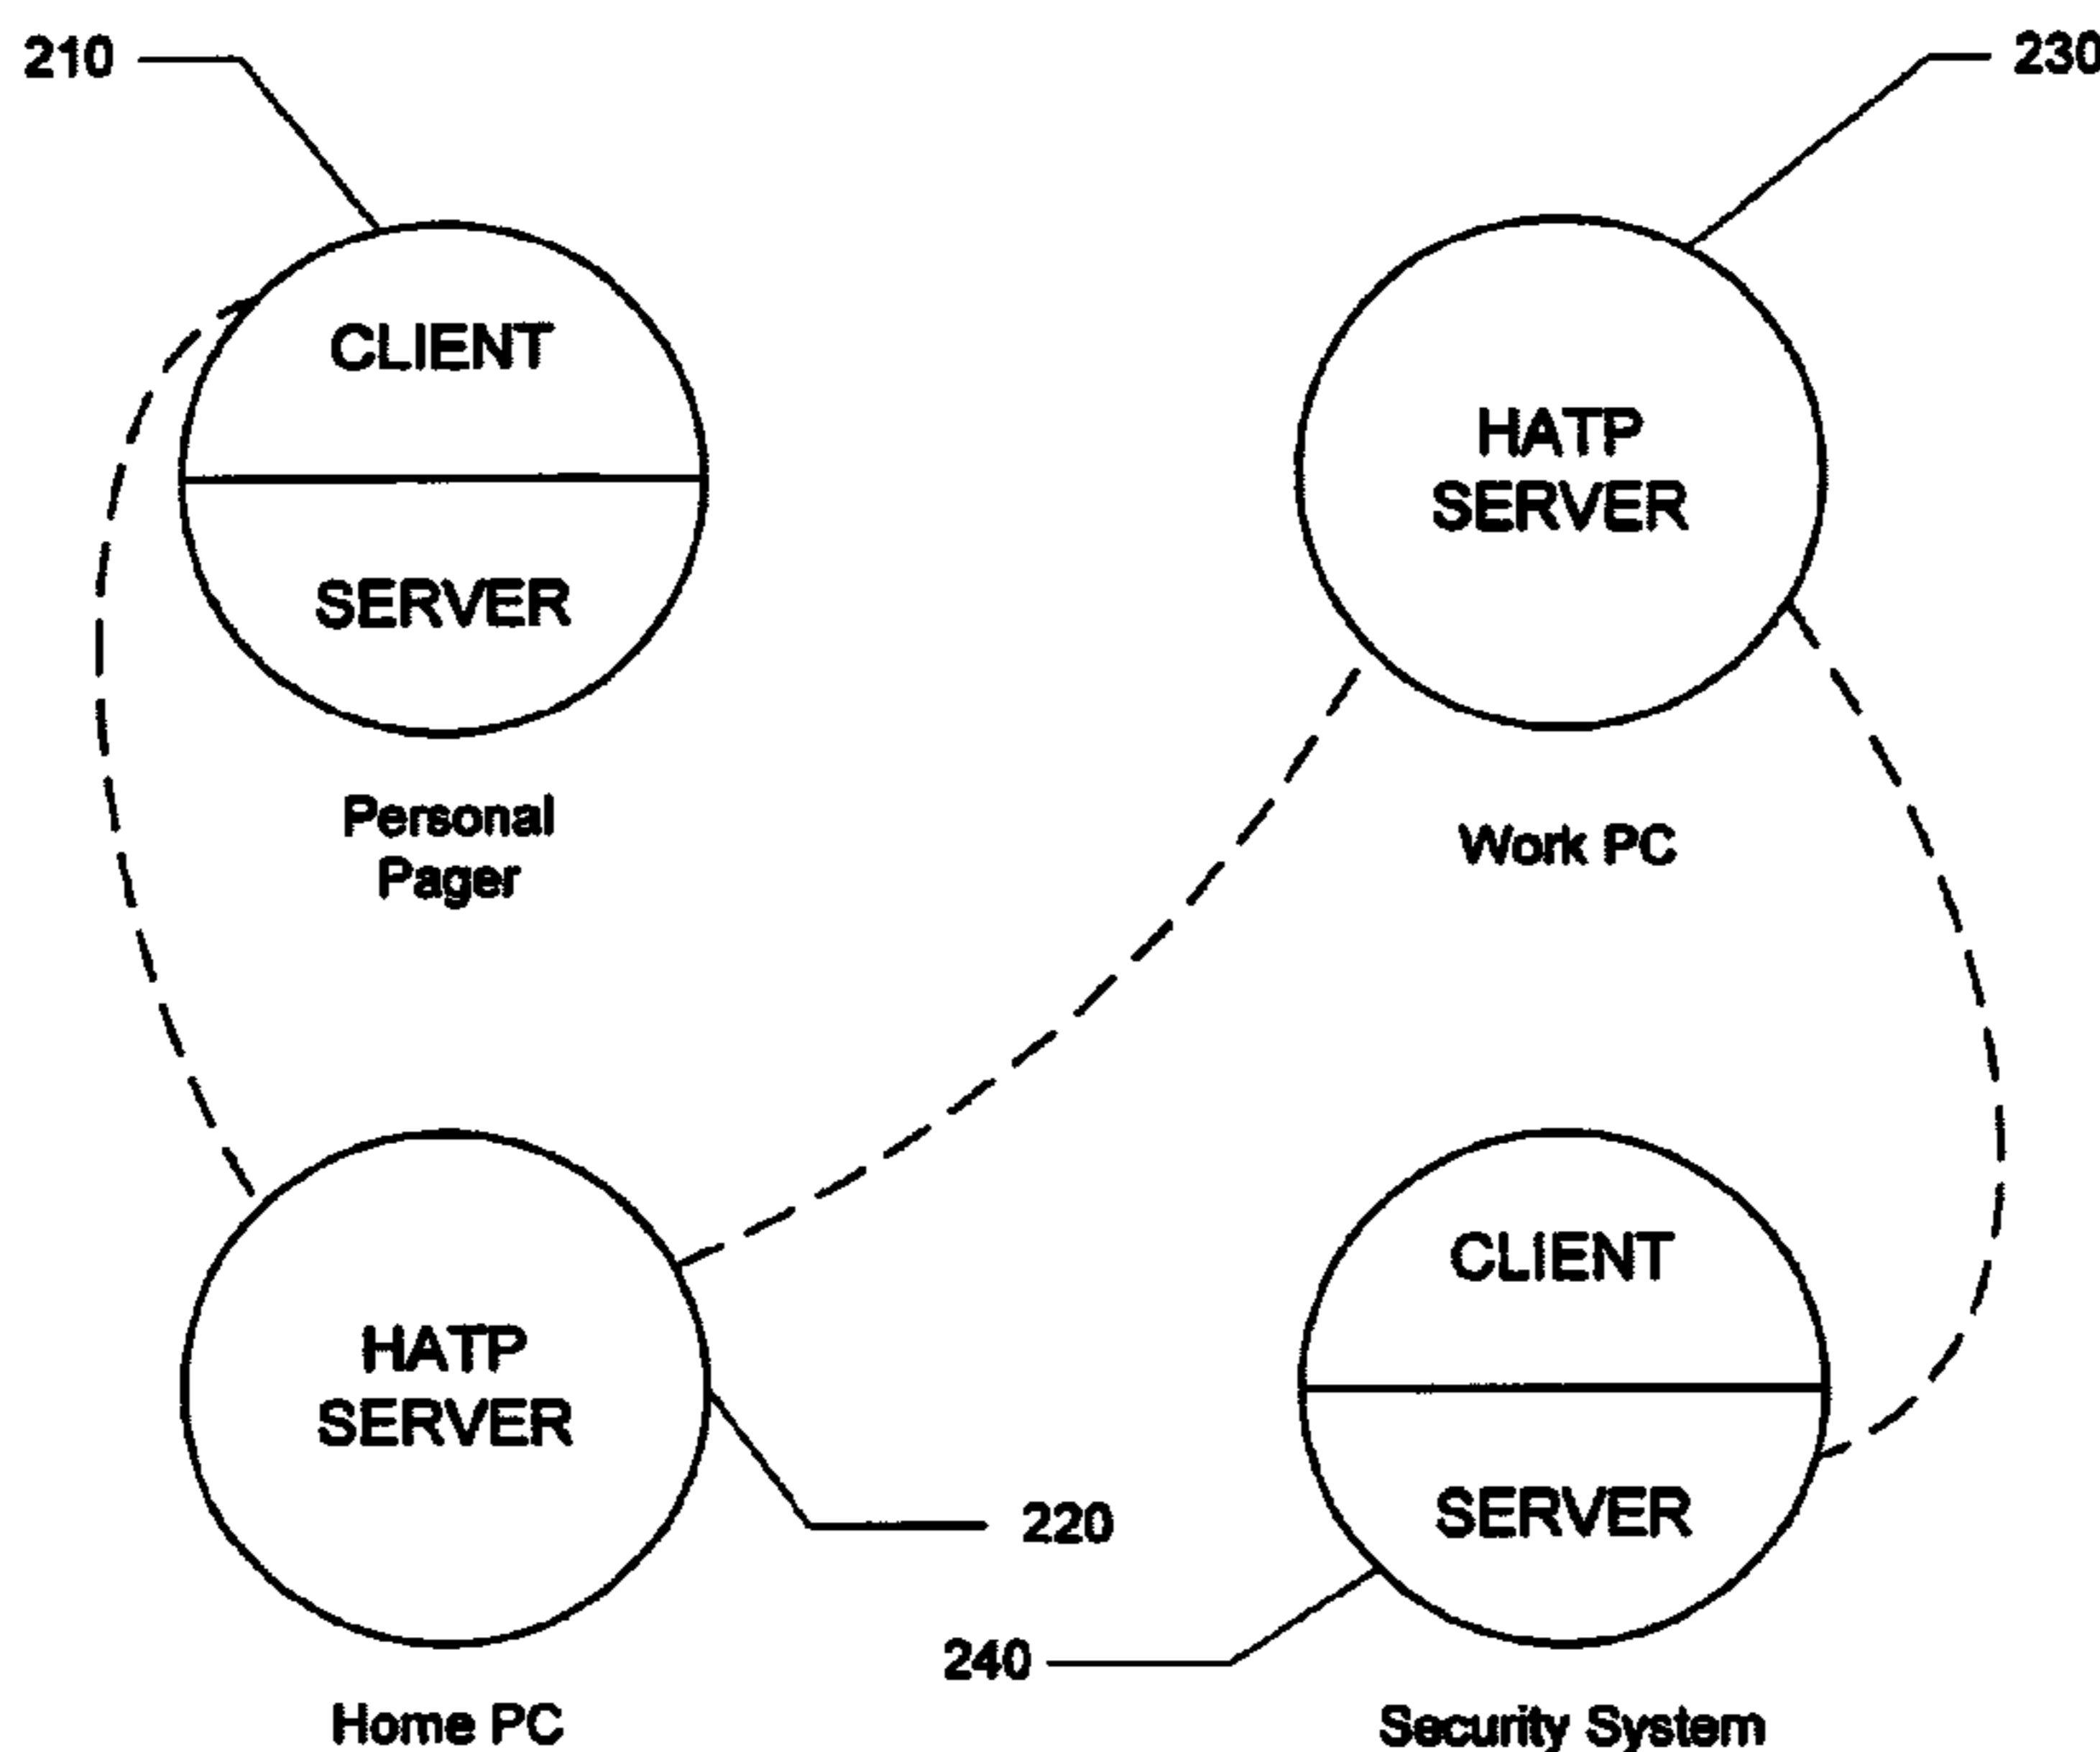 210
230
CLIENT
SERVER
HATP
SERVER
Personal
Pager
Work PC
HATP
SERVER
CLIENT
SERVER
220
240
Home PC
Security System